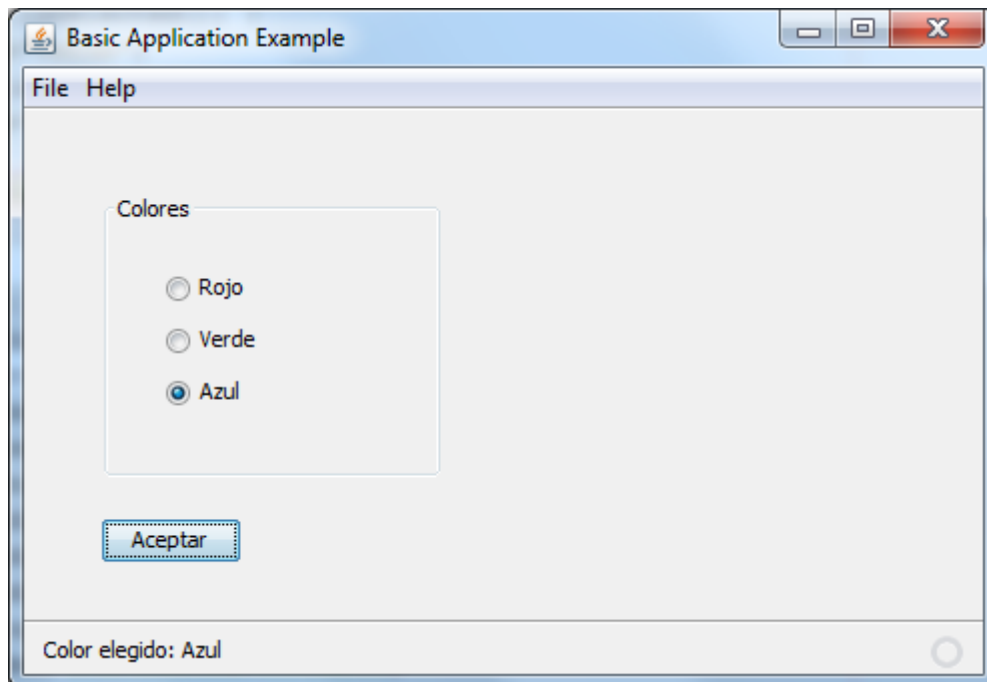 Basic Application Example
File Help
Colores
Rojo
Verde
Azul
Aceptar
Color elegido: Azul